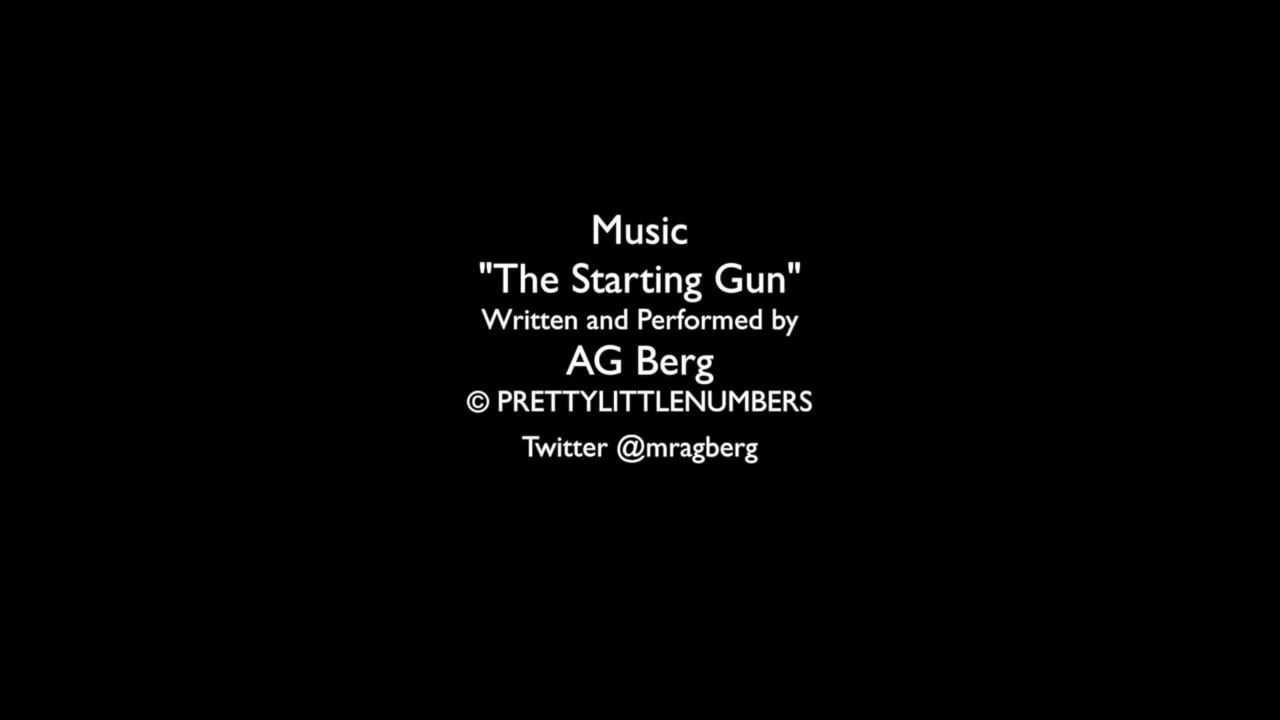 Music
"The Starting Gun"
Written and Performed by
AG Berg
© PRETTYLITTLENUMBERS
Twitter @mragberg